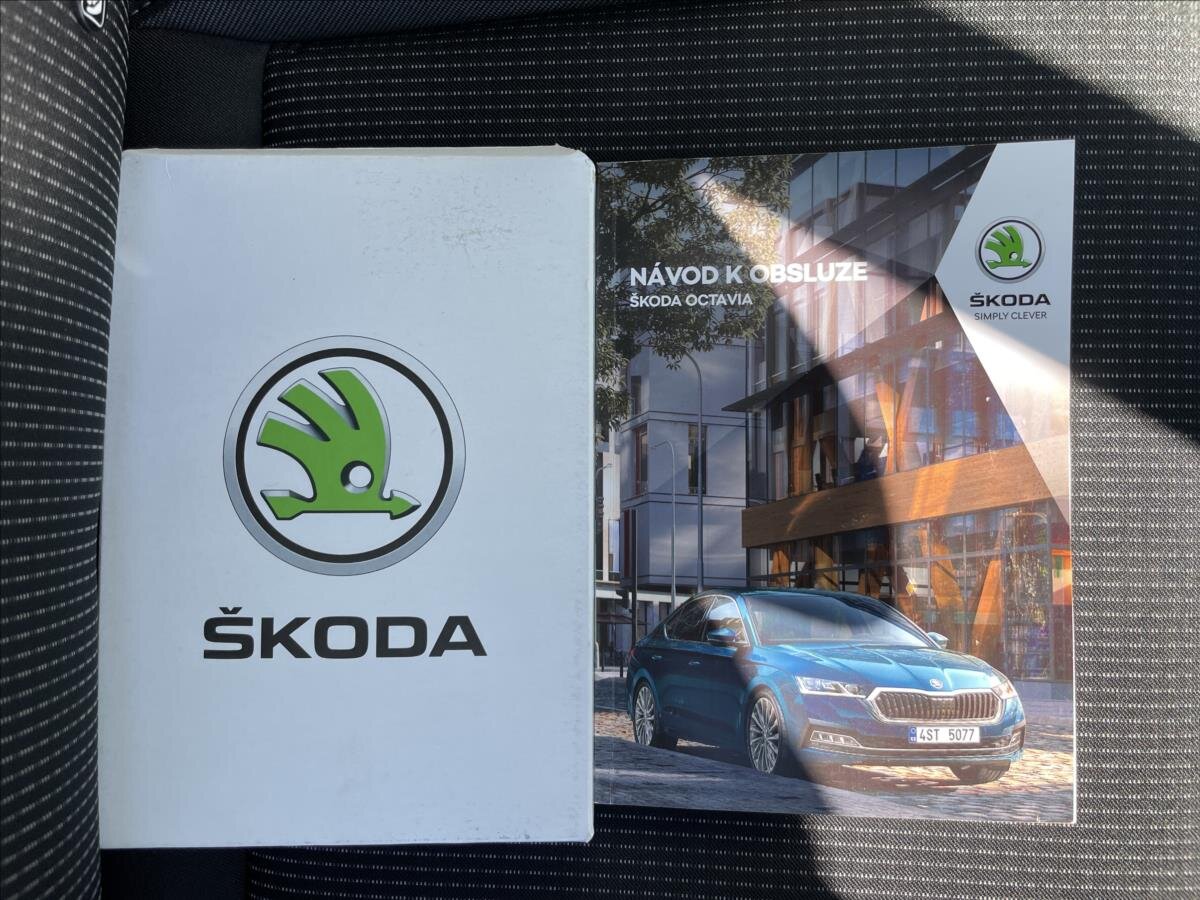 ŠKODA
NÁVOD K OBSLUZE
ŠKODA OCTAVIA
ŠKODA
SIMPLY CLEVER
4ST 5077